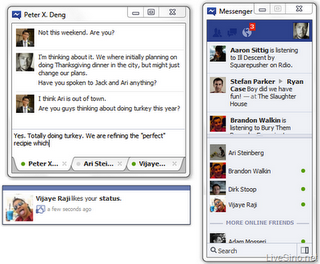 Peter X. Deng
Not this weekend. Are you?
I'm thinking about it. We where initially planning on
doing Thanksgiving dinner in the city, but might just
change our plans.
Have you spoken to Jack and Ari anything?
I think Ari is out of town.
Are you guys thinking about doing turkey this year?
Yes. Totally doing turkey. We are refining the "perfect"
recipie which
Peter X...
Ari Stei...
Vijaye...
Vijaye Raji likes your status.
a few seconds ago
Messenger
3
Aaron Sittig is listening
to Ill Descent by
Squarepusher on Rdio.
Stefan Parker ▸ Ryan
Case Boy did we have
fun! — at The Slaughter
House
Brandon Walkin is
listening to Bury Them
Ari Steinberg
Brandon Walkin
Dirk Stoop
Vijaye Raji
MORE ONLINE FRIENDS
Adam Mosseri
Search
LiveSino.net